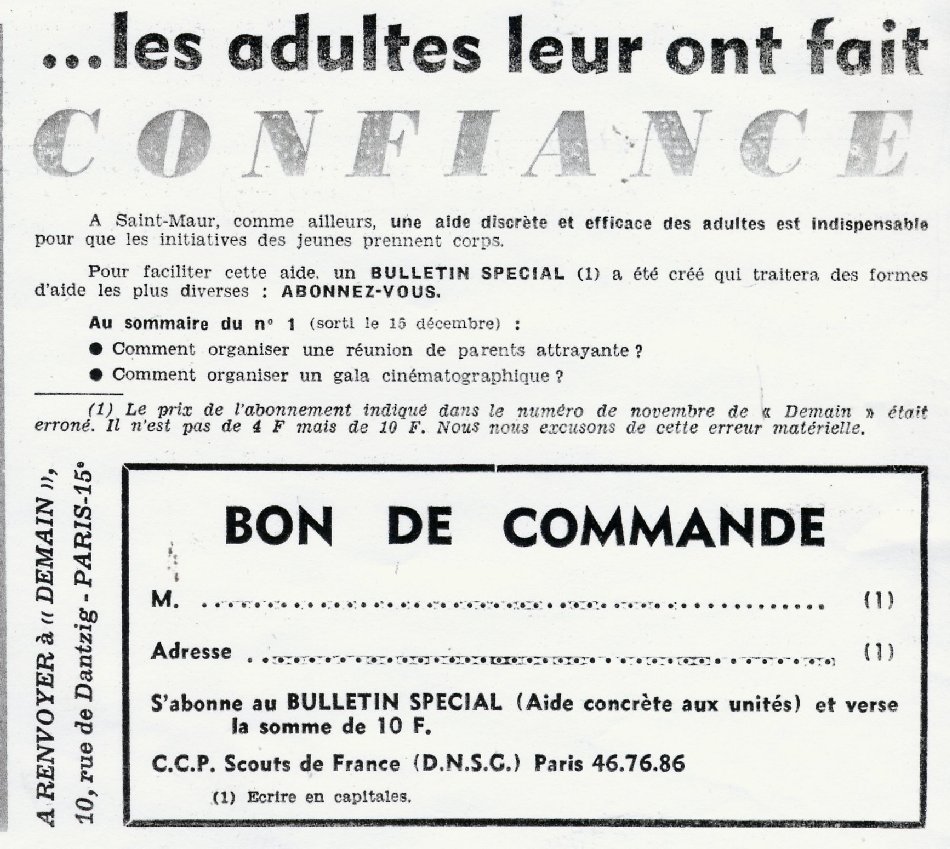 ...les adultes leur ont fait
CONFIANCE
A Saint-Maur, comme ailleurs, une aide discrète et efficace des adultes est indispensable
pour que les initiatives des jeunes prennent corps.
Pour faciliter cette aide, un BULLETIN SPECIAL (1) a été créé qui traitera des formes
d'aide les plus diverses : ABONNEZ-VOUS.
Au sommaire du n° 1 (sorti le 15 décembre) :
● Comment organiser une réunion de parents attrayante ?
● Comment organiser un gala cinématographique ?
(1) Le prix de l'abonnement indiqué dans le numéro de novembre de « Demain » était
erroné. Il n'est pas de 4 F mais de 10 F. Nous nous excusons de cette erreur matérielle.
A RENVOYER à « DEMAIN »,
10, rue de Dantzig - PARIS-15e
BON DE COMMANDE
M. ................................................ (1)
Adresse ................................................ (1)
S'abonne au BULLETIN SPECIAL (Aide concrète aux unités) et verse
la somme de 10 F.
C.C.P. Scouts de France (D.N.S.G.) Paris 46.76.86
(1) Ecrire en capitales.